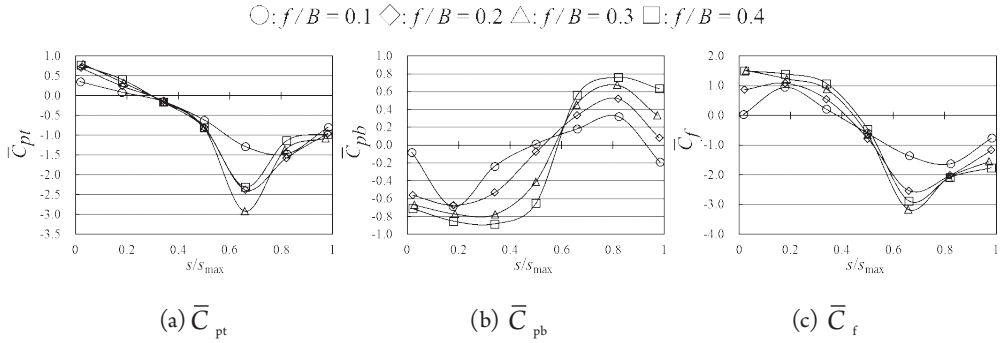 ○: f / B = 0.1 ◇: f / B = 0.2 △: f / B = 0.3 □: f / B = 0.4
1.0
0.5
0.0
-0.5
-1.0
-1.5
-2.0
-2.5
-3.0
-3.5
C̅pt
0 0.2 0.4 0.6 0.8 1
s/smax
1.0
0.8
0.6
0.4
0.2
0.0
-0.2
-0.4
-0.6
-0.8
-1.0
C̅pb
0 0.2 0.4 0.6 0.8 1
s/smax
2.0
1.0
0.0
-1.0
-2.0
-3.0
-4.0
C̅f
0 0.2 0.4 0.6 0.8 1
s/smax
(a) C̅ pt
(b) C̅ pb
(c) C̅ f